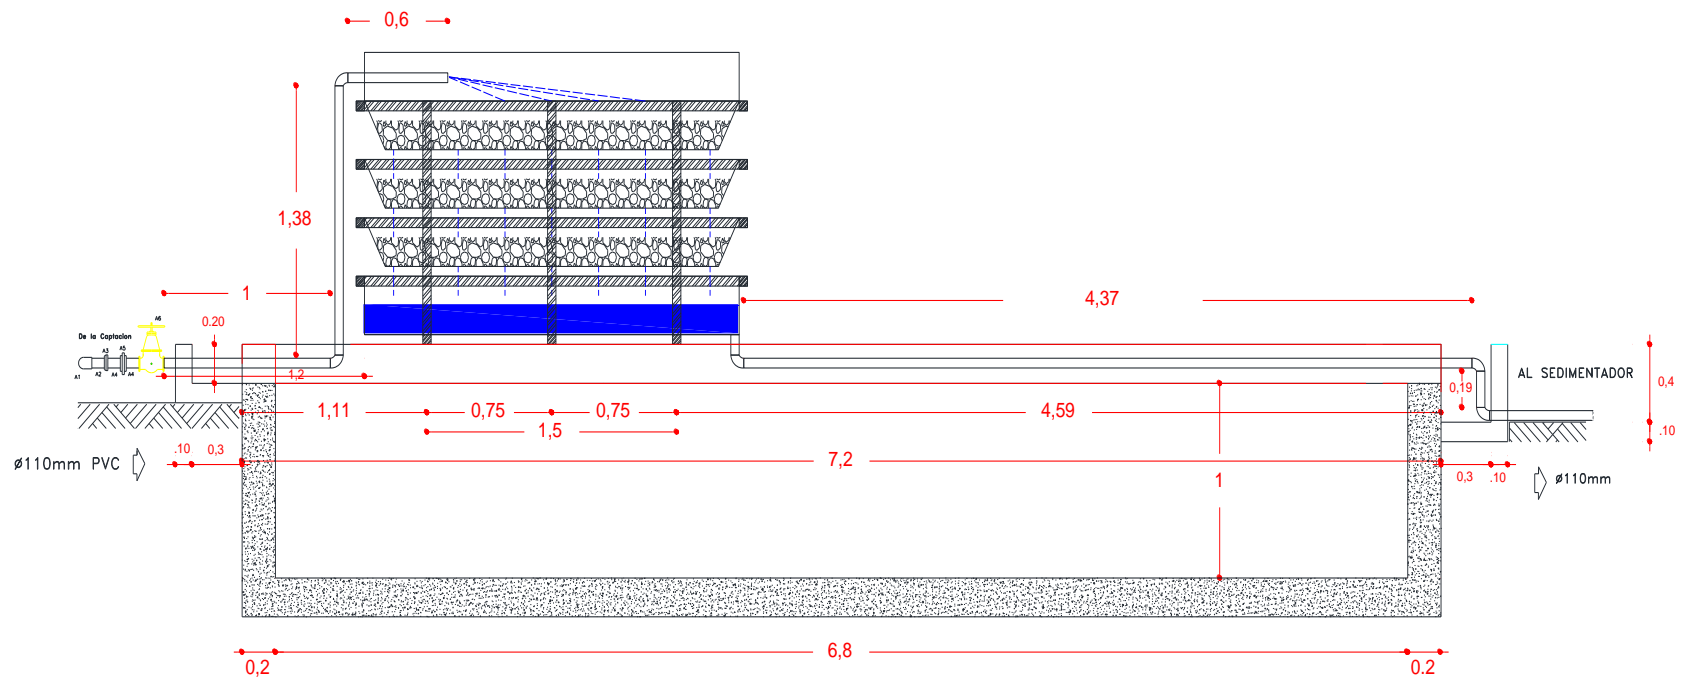 0,6
1,38
1
4,37
0.20
A6
De la Captacion
A3
A5
A1
A2
A4
A4
1,2
0,19
AL SEDIMENTADOR
0,4
1,11
0,75
0,75
4,59
1,5
.10
.10
0,3
ø110mm PVC
7,2
1
0,3
.10
ø110mm
0,2
6,8
0.2